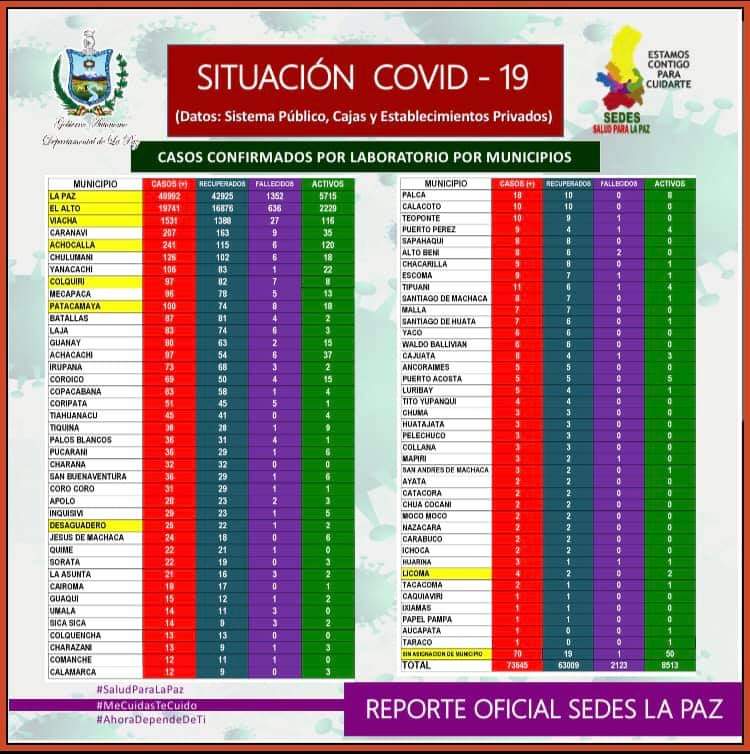 Gobierno Autónomo
Departamental de La Paz
SITUACIÓN COVID - 19
(Datos: Sistema Público, Cajas y Establecimientos Privados)
ESTAMOS
CONTIGO
PARA
CUIDARTE
SEDES
SALUD PARA LA PAZ
CASOS CONFIRMADOS POR LABORATORIO POR MUNICIPIOS
MUNICIPIO CASOS (+) RECUPERADOS FALLECIDOS ACTIVOS
LA PAZ 49992 42925 1352 5715
EL ALTO 19741 16876 636 2229
VIACHA 1531 1388 27 116
CARANAVI 207 163 9 35
ACHOCALLA 241 115 6 120
CHULUMANI 126 102 6 18
YANACACHI 106 83 1 22
COLQUIRI 97 82 7 8
MECAPACA 96 78 5 13
PATACAMAYA 100 74 8 18
BATALLAS 87 81 4 2
LAJA 83 74 6 3
GUANAY 80 63 2 15
ACHACACHI 97 54 6 37
IRUPANA 73 68 3 2
COROICO 69 50 4 15
COPACABANA 63 58 1 4
CORIPATA 51 45 5 1
TIAHUANACU 45 41 0 4
TIQUINA 38 28 1 9
PALOS BLANCOS 36 31 4 1
PUCARANI 36 29 1 6
CHARANA 32 32 0 0
SAN BUENAVENTURA 36 29 1 6
CORO CORO 31 29 1 1
APOLO 28 23 2 3
INQUISIVI 29 23 1 5
DESAGUADERO 25 22 1 2
JESUS DE MACHACA 24 18 0 6
QUIME 22 21 1 0
SORATA 22 19 0 3
LA ASUNTA 21 16 3 2
CAIROMA 18 17 0 1
GUAQUI 15 12 1 2
UMALA 14 11 3 0
SICA SICA 14 9 3 2
COLQUENCHA 13 13 0 0
CHARAZANI 13 9 1 3
COMANCHE 12 11 1 0
CALAMARCA 12 9 0 3
MUNICIPIO CASOS (+) RECUPERADOS FALLECIDOS ACTIVOS
PALCA 18 10 0 8
CALACOTO 10 10 0 0
TEOPONTE 10 9 1 0
PUERTO PEREZ 9 4 1 4
SAPAHAQUI 8 8 0 0
ALTO BENI 8 6 2 0
CHACARILLA 9 8 0 1
ESCOMA 9 7 1 1
TIPUANI 11 6 1 4
SANTIAGO DE MACHACA 8 7 0 1
MALLA 7 7 0 0
SANTIAGO DE HUATA 7 6 0 1
YACO 6 6 0 0
WALDO BALLIVIAN 6 6 0 0
CAJUATA 8 4 1 3
ANCORAIMES 5 5 0 0
PUERTO ACOSTA 5 5 0 5
LURIBAY 5 4 0 1
TITO YUPANQUI 4 4 0 0
CHUMA 3 3 0 0
HUATAJATA 3 3 0 0
PELECHUCO 3 3 0 0
COLLANA 3 3 0 0
MAPIRI 3 2 1 0
SAN ANDRES DE MACHACA 3 2 0 1
AYATA 2 2 0 0
CATACORA 2 2 0 0
CHUA COCANI 2 2 0 0
MOCO MOCO 2 2 0 0
NAZACARA 2 2 0 0
CARABUCO 2 2 0 0
ICHOCA 2 2 0 0
HUARINA 3 1 1 1
LICOMA 4 2 0 2
TACACOMA 2 1 0 1
CAQUIAVIRI 1 1 0 0
IXIAMAS 1 1 0 0
PAPEL PAMPA 1 1 0 0
AUCAPATA 1 0 0 1
TARACO 1 0 0 1
SIN ASIGNACION DE MUNICIPIO 70 19 1 50
TOTAL 73645 63009 2123 8513
#SaludParaLaPaz
#MeCuidasTeCuido
#AhoraDependeDeTi
REPORTE OFICIAL SEDES LA PAZ